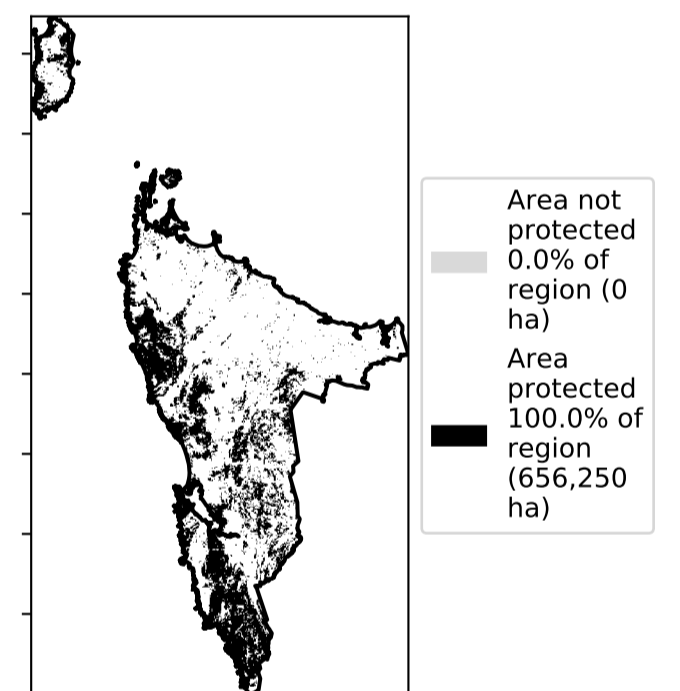 Area not
protected
0.0% of
region (0
ha)
Area
protected
100.0% of
region
(656,250
ha)